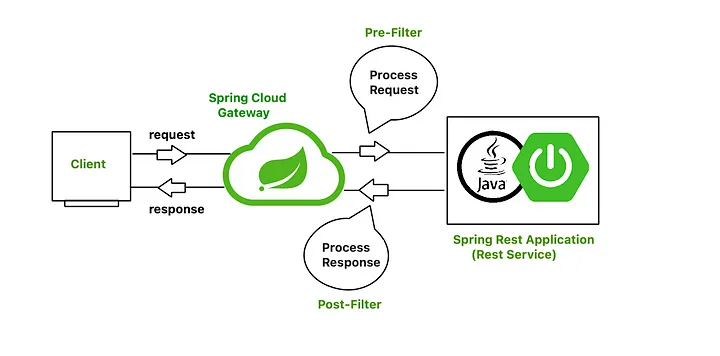 Pre-Filter
Process
Request
Spring Cloud
Gateway
request
Client
response
Java
Process
Response
Spring Rest Application
(Rest Service)
Post-Filter